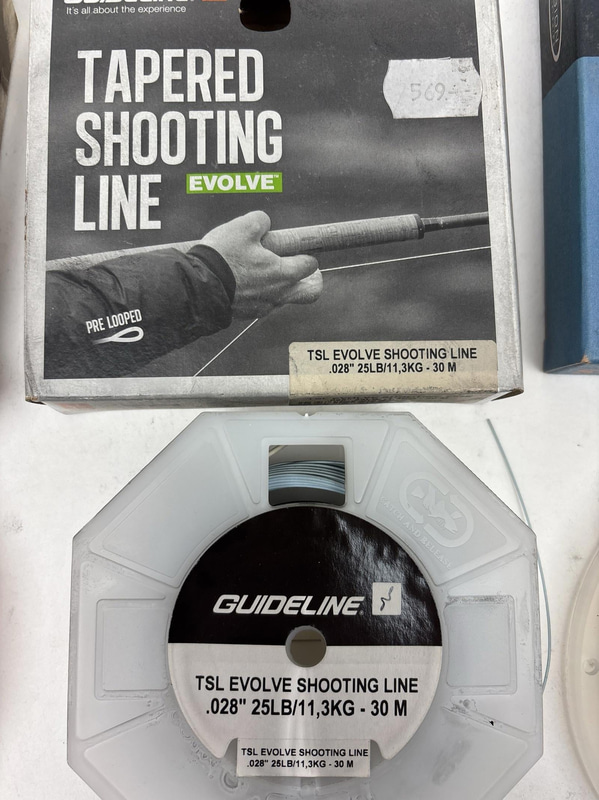 GUIDELINE
It's all about the experience
TAPERED
SHOOTING
LINE EVOLVE™
569.-
PRE LOOPED
TSL EVOLVE SHOOTING LINE
.028" 25LB/11,3KG - 30 M
GUIDELINE®
TSL EVOLVE SHOOTING LINE
.028" 25LB/11,3KG - 30 M
TSL EVOLVE SHOOTING LINE
.028" 25LB/11,3KG - 30 M